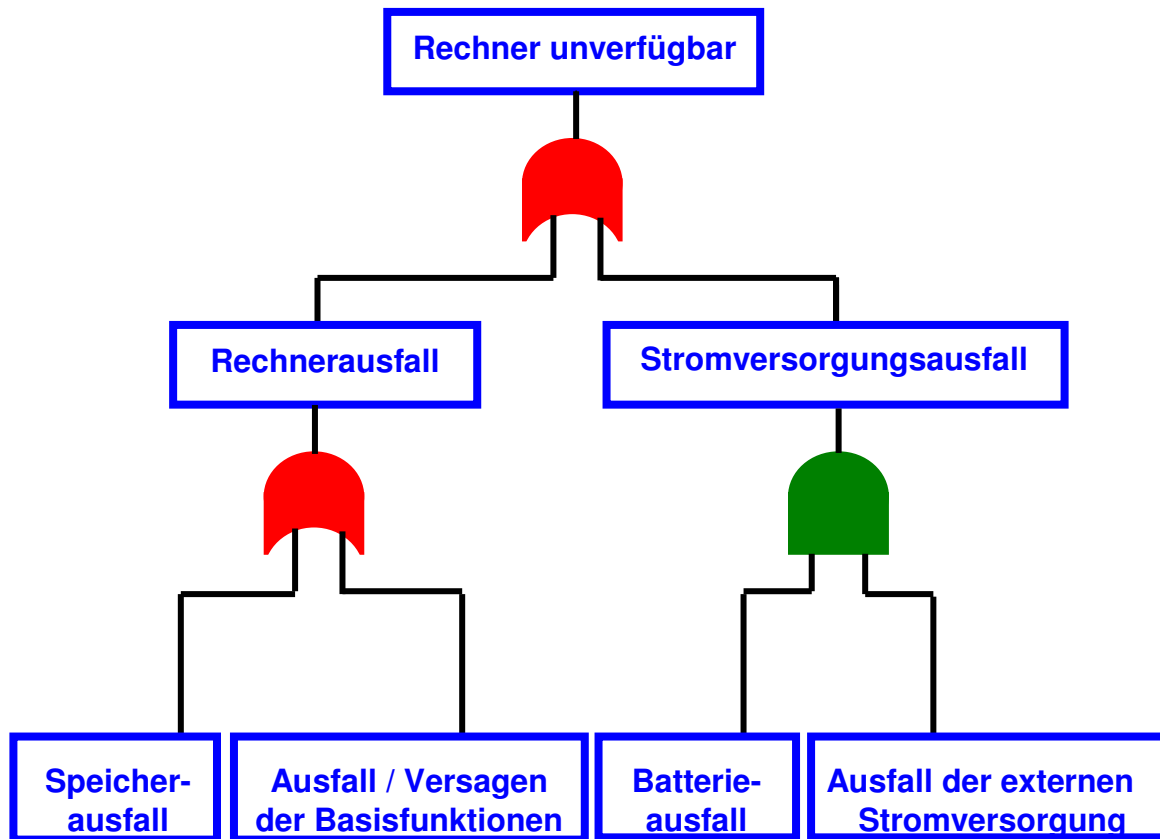 Rechner unverfügbar
Rechnerausfall
Stromversorgungsausfall
Speicher-
ausfall
Ausfall / Versagen
der Basisfunktionen
Batterie-
ausfall
Ausfall der externen
Stromversorgung